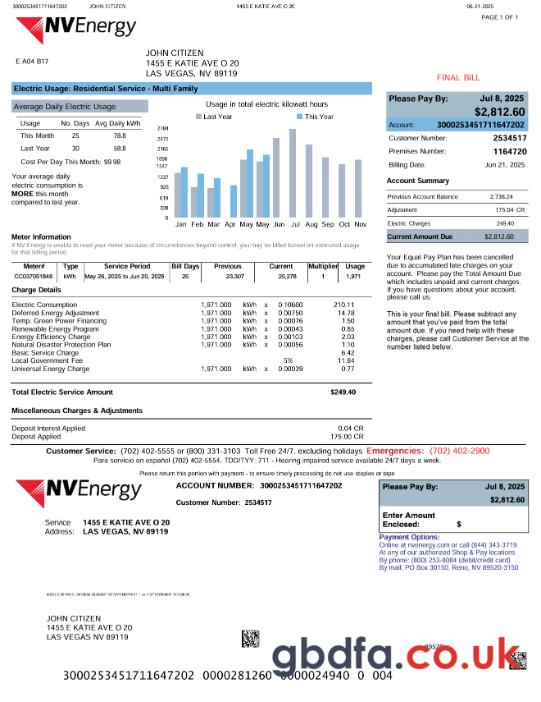 3000253451711647202 JOHN CITIZEN 1455 E KATIE AVE O 20 06-21-2025
PAGE 1 OF 1
NVEnergy
E A04 B17
JOHN CITIZEN
1455 E KATIE AVE O 20
LAS VEGAS, NV 89119
FINAL BILL
Electric Usage: Residential Service - Multi Family
Average Daily Electric Usage
Usage No. Days Avg Daily kWh
This Month 25 78.8
Last Year 30 68.8
Cost Per Day This Month: $9.98
Your average daily
electric consumption is
MORE this month
compared to last year.
Usage in total electric kilowatt hours
Last Year This Year
2784
2475
2165
1856
1547
1237
928
619
309
0
Jan Feb Mar Apr May May Jun Jul Aug Sep Oct Nov
Please Pay By: Jul 8, 2025
$2,812.60
Account: 3000253451711647202
Customer Number: 2534517
Premises Number: 1164720
Billing Date: Jun 21, 2025
Account Summary
Previous Account Balance 2,738.24
Adjusment 175.04 CR
Electric Charges 249.40
Current Amount Due $2,812.60
Your Equal Pay Plan has been cancelled
due to accumulated late charges on your
account. Please pay the Total Amount Due
which includes unpaid and current charges.
If you have questions about your account,
please call us.
This is your final bill. Please subtract any
amount that you've paid from the total
amount due. If you need help with these
charges, please call Customer Service at the
number listed below.
Meter Information
If NV Energy is unable to read your meter because of circumstances beyond control, you may be billed based on estimated usage
for that billing period.
Meter# Type Service Period Bill Days Previous Current Multiplier Usage
CC037051848 kWh May 26, 2025 to Jun 20, 2025 25 23,307 26,278 1 1,971
Charge Details
Electric Consumption 1,971.000 kWh x 0.10660 210.11
Deferred Energy Adjustment 1,971.000 kWh x 0.00750 14.78
Temp. Green Power Financing 1,971.000 kWh x 0.00076 1.50
Renewable Energy Program 1,971.000 kWh x 0.00043 0.85
Energy Efficiency Charge 1,971.000 kWh x 0.00103 2.03
Natural Disaster Protection Plan 1,971.000 kWh x 0.00056 1.10
Basic Service Charge 6.42
Local Government Fee 5% 11.84
Universal Energy Charge 1,971.000 kWh x 0.00039 0.77
Total Electric Service Amount $249.40
Miscellaneous Charges & Adjustments
Deposit Interest Applied 0.04 CR
Deposit Applied 175.00 CR
Customer Service: (702) 402-5555 or (800) 331-3103 Toll Free 24/7, excluding holidays Emergencies: (702) 402-2900
Para servicio en español (702) 402-5554. TDD/TYY: 711 - Hearing impaired service available 24/7 days a week.
Please return this portion with payment - to ensure timely processing do not use staples or tape
NVEnergy
ACCOUNT NUMBER: 3000253451711647202
Customer Number: 2534517
Service Address: 1455 E KATIE AVE O 20
LAS VEGAS, NV 89119
Please Pay By: Jul 8, 2025
$2,812.60
Enter Amount
Enclosed: $
Payment Options:
Online at nvenergy.com or call (844) 343-3719
At any of our authorized Shop & Pay locations
By phone: (800) 253-8084 (debit/credit card)
By mail: PO Box 30150, Reno, NV 89520-3150
JOHN CITIZEN
1455 E KATIE AVE O 20
LAS VEGAS NV 89119
gbdfa.co.uk
3000253451711647202 0000281260 0000024940 0 004